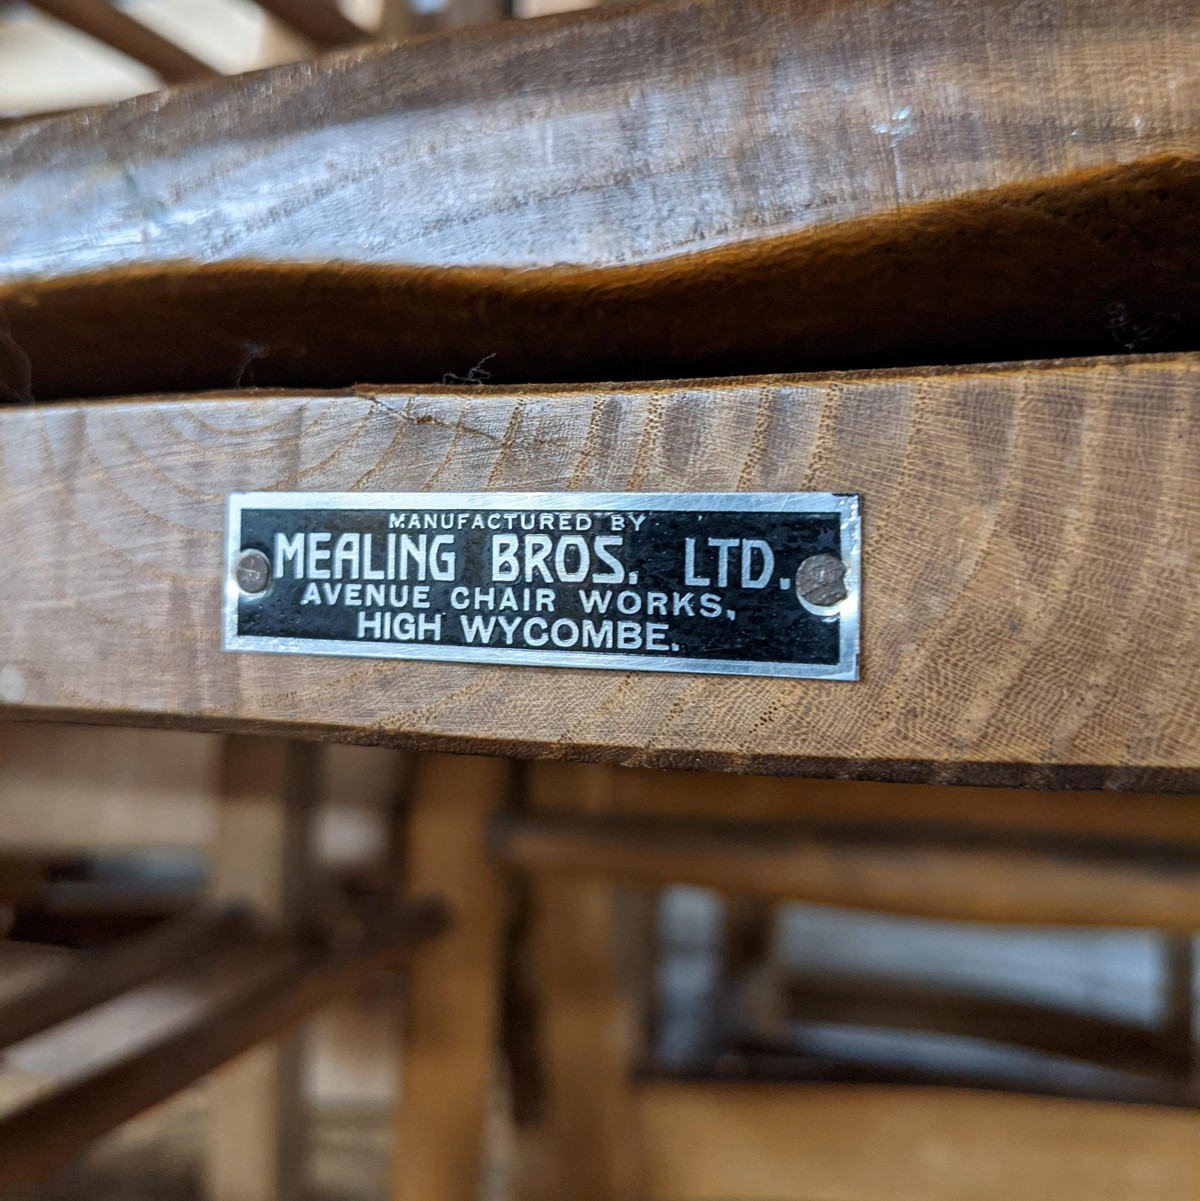 MANUFACTURED BY
MEALING BROS. LTD.
AVENUE CHAIR WORKS,
HIGH WYCOMBE.